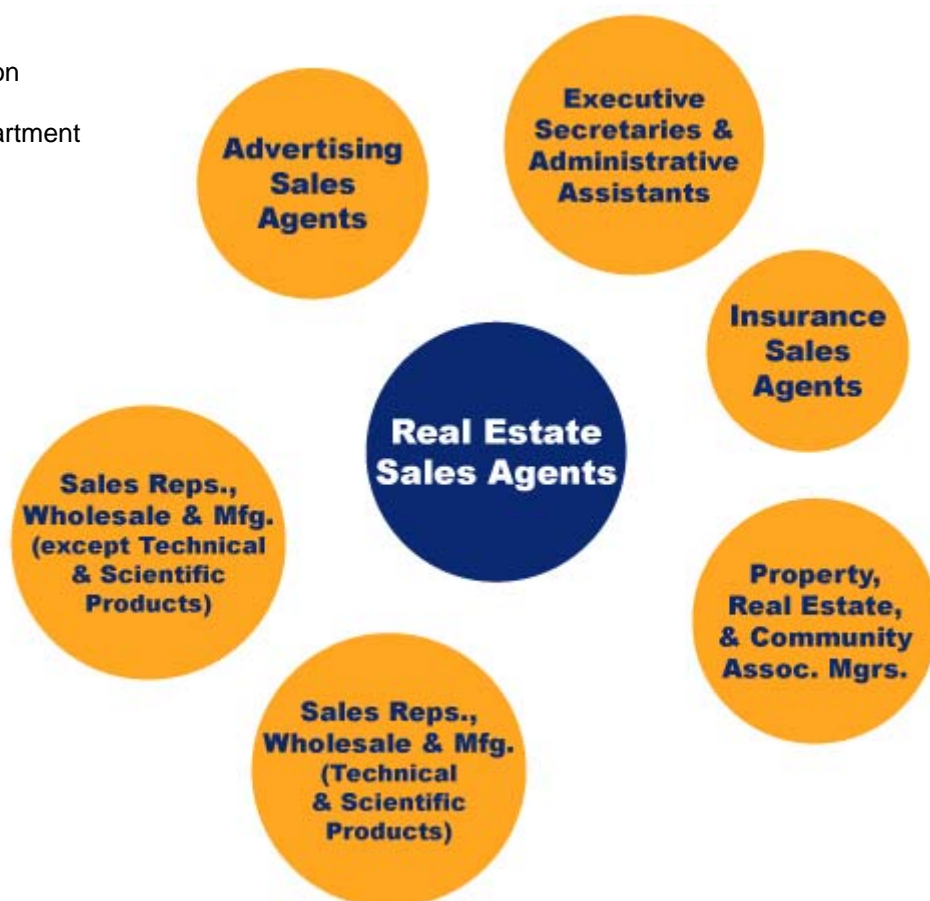 on
artment
Advertising
Sales
Agents
Executive
Secretaries &
Administrative
Assistants
Insurance
Sales
Agents
Real Estate
Sales Agents
Sales Reps.,
Wholesale & Mfg.
(except Technical
& Scientific
Products)
Property,
Real Estate,
& Community
Assoc. Mgrs.
Sales Reps.,
Wholesale & Mfg.
(Technical
& Scientific
Products)